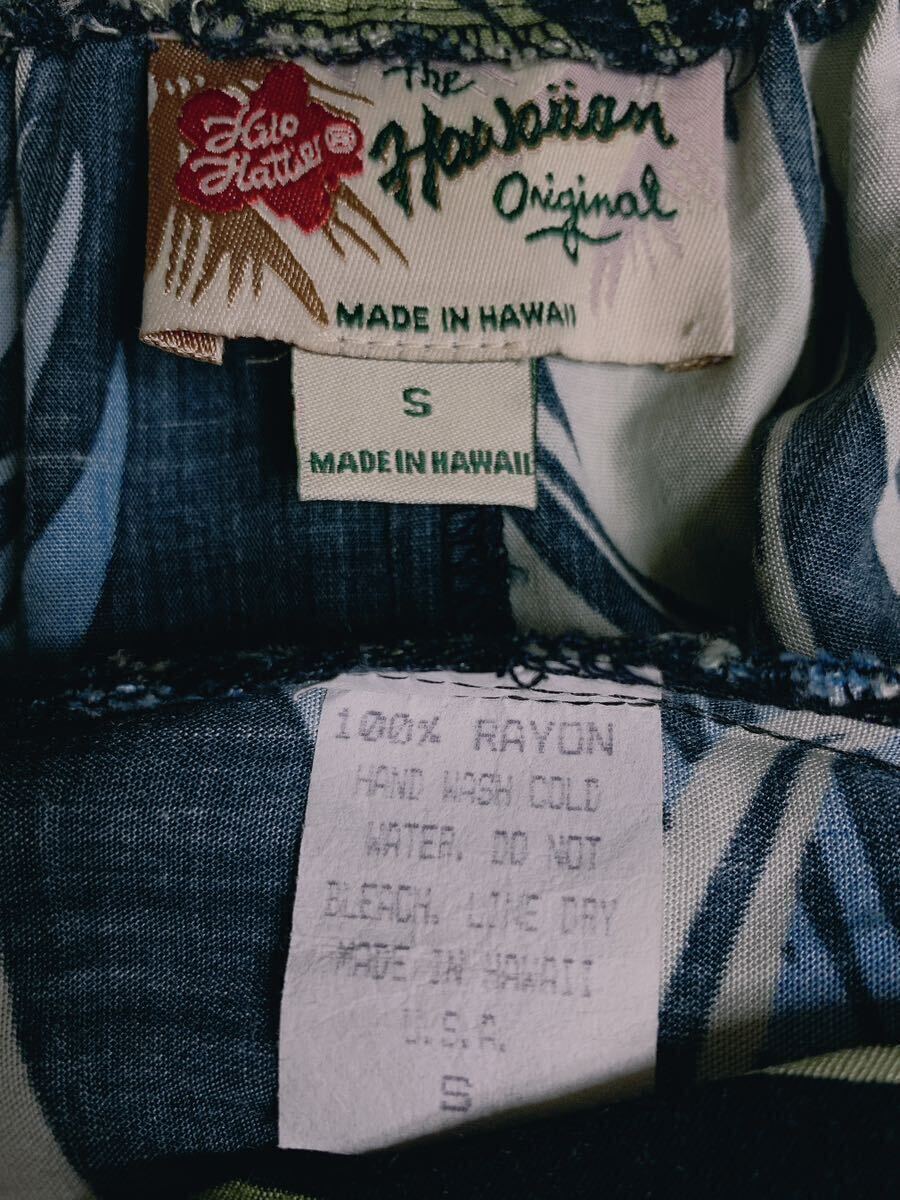 Hilo
Hattie®
The
Hawaiian
Original
MADE IN HAWAII
S
MADE IN HAWAII
100% RAYON
HAND WASH COLD
WATER. DO NOT
BLEACH. LINE DRY
MADE IN HAWAII
U.S.A.
S